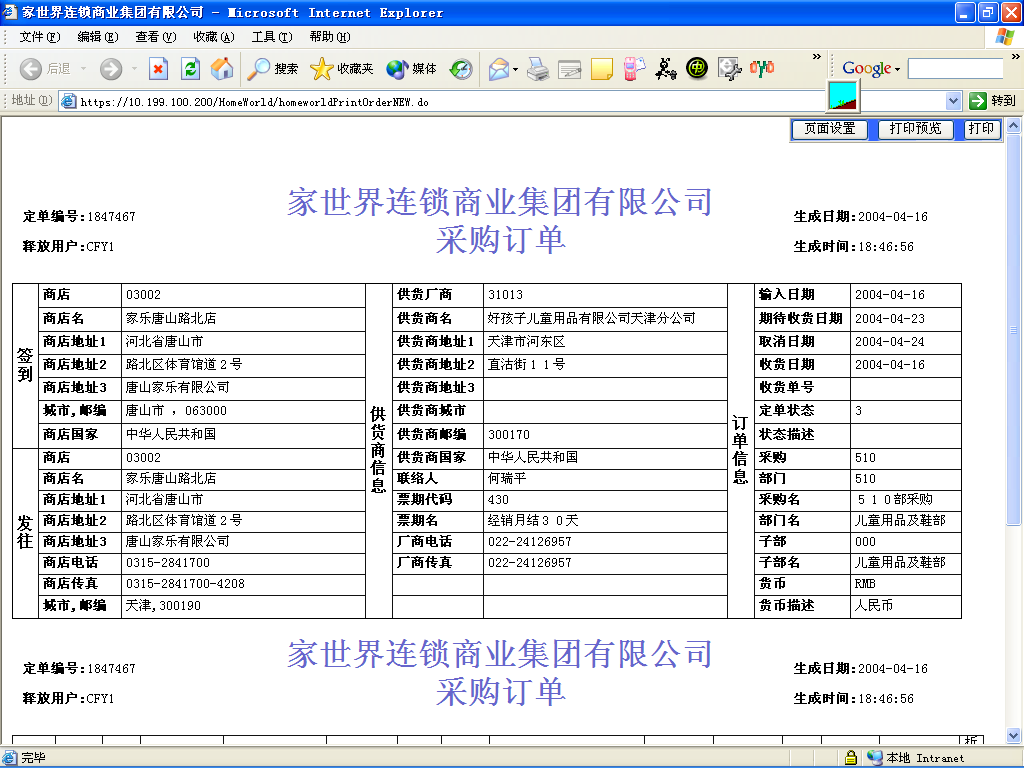 家世界连锁商业集团有限公司 - Microsoft Internet Explorer
文件(F) 编辑(E) 查看(V) 收藏(A) 工具(T) 帮助(H)
后退 搜索 收藏夹 媒体 » Google »
地址(D) https://10.199.100.200/HomeWorld/homeworldPrintOrderNEW.do 转到
页面设置 打印预览 打印
家世界连锁商业集团有限公司
定单编号:1847467 生成日期:2004-04-16
采购订单
释放用户:CFY1 生成时间:18:46:56
签到
商店 03002
商店名 家乐唐山路北店
商店地址1 河北省唐山市
商店地址2 路北区体育馆道2号
商店地址3 唐山家乐有限公司
城市,邮编 唐山市 ,063000
商店国家 中华人民共和国
发往
商店 03002
商店名 家乐唐山路北店
商店地址1 河北省唐山市
商店地址2 路北区体育馆道2号
商店地址3 唐山家乐有限公司
商店电话 0315-2841700
商店传真 0315-2841700-4208
城市,邮编 天津,300190
供货商信息
供货厂商 31013
供货商名 好孩子儿童用品有限公司天津分公司
供货商地址1 天津市河东区
供货商地址2 直沽街11号
供货商地址3
供货商城市
供货商邮编 300170
供货商国家 中华人民共和国
联络人 何瑞平
票期代码 430
票期名 经销月结30天
厂商电话 022-24126957
厂商传真 022-24126957
订单信息
输入日期 2004-04-16
期待收货日期 2004-04-23
取消日期 2004-04-24
收货日期 2004-04-16
收货单号
定单状态 3
状态描述
采购 510
部门 510
采购名 510部采购
部门名 儿童用品及鞋部
子部 000
子部名 儿童用品及鞋部
货币 RMB
货币描述 人民币
家世界连锁商业集团有限公司
定单编号:1847467 生成日期:2004-04-16
采购订单
释放用户:CFY1 生成时间:18:46:56
折
完毕 本地 Intranet